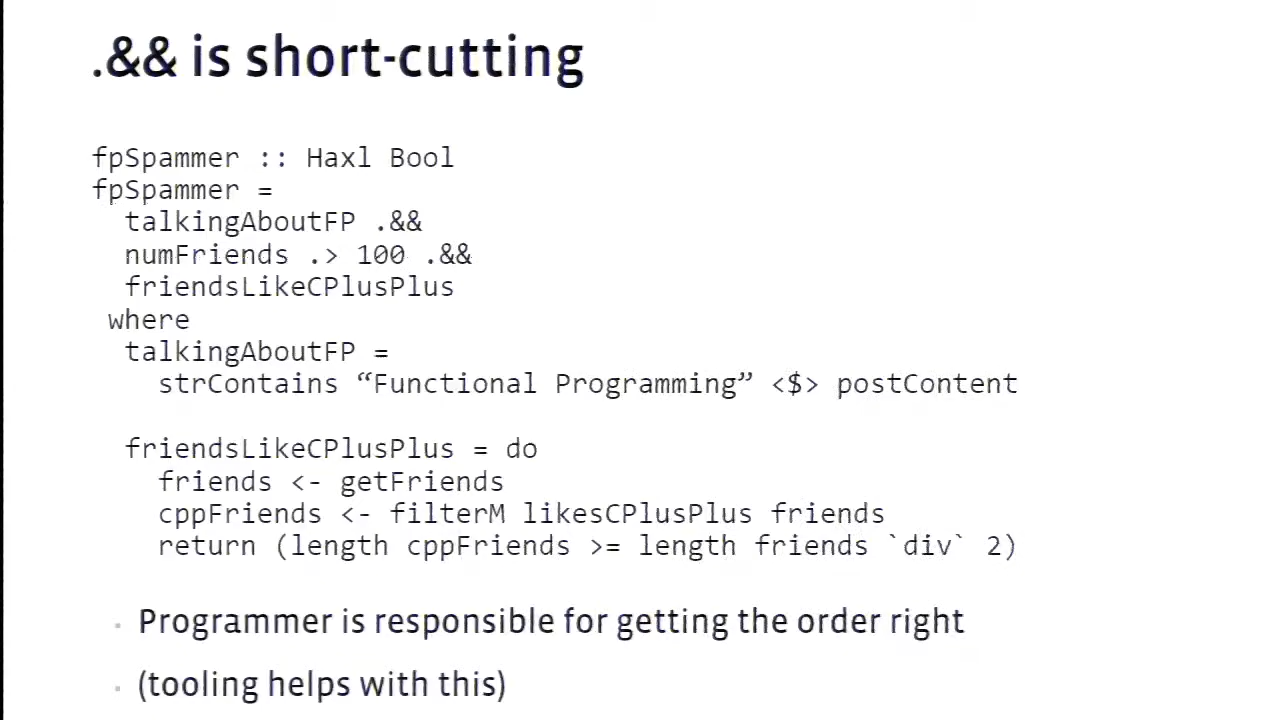 .&& is short-cutting
fpSpammer :: Haxl Bool
fpSpammer =
talkingAboutFP .&&
numFriends .> 100 .&&
friendsLikeCPlusPlus
where
talkingAboutFP =
strContains “Functional Programming” <$> postContent
friendsLikeCPlusPlus = do
friends <- getFriends
cppFriends <- filterM likesCPlusPlus friends
return (length cppFriends >= length friends `div` 2)
Programmer is responsible for getting the order right
(tooling helps with this)